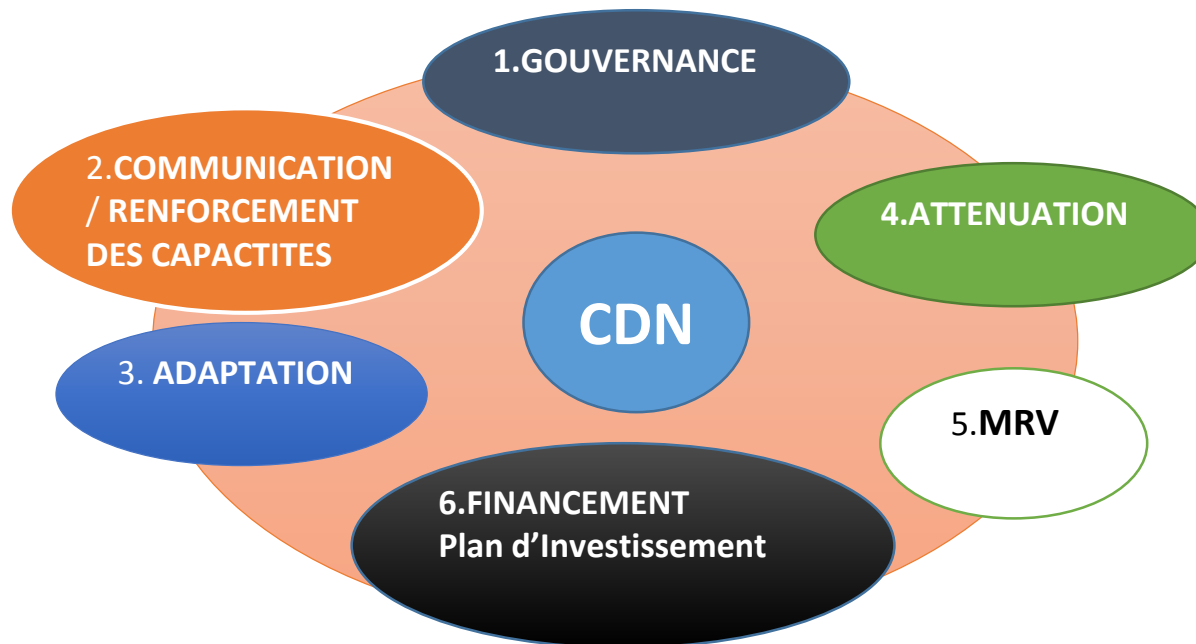 1.GOUVERNANCE
2.COMMUNICATION
/ RENFORCEMENT
DES CAPACTITES
3. ADAPTATION
4.ATTENUATION
CDN
5.MRV
6.FINANCEMENT
Plan d’Investissement